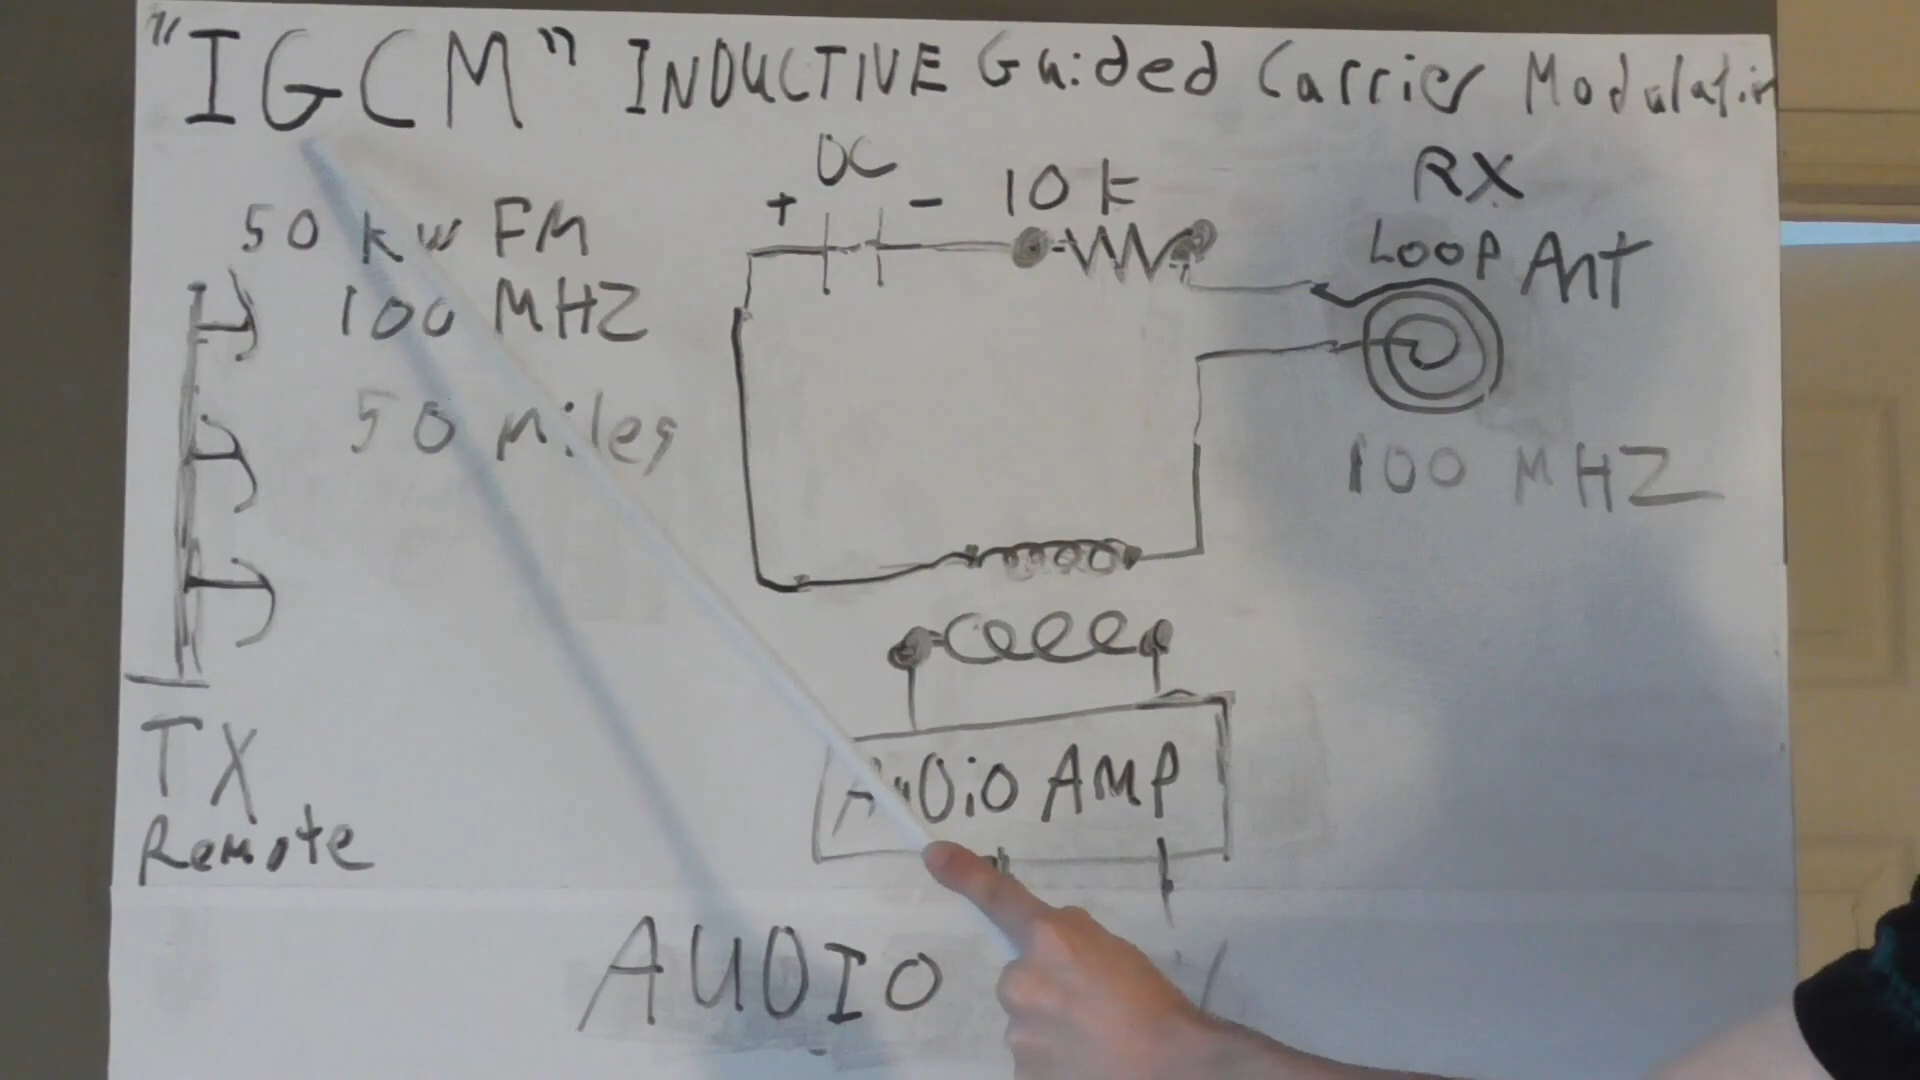 "IGCM" INDUCTIVE Guided Carrier Modulation
DC
+ - 10 k
RX
Loop Ant
50 kw FM
100 MHZ
50 miles
100 MHZ
AUDiO AMP
TX
Remote
AUDIO